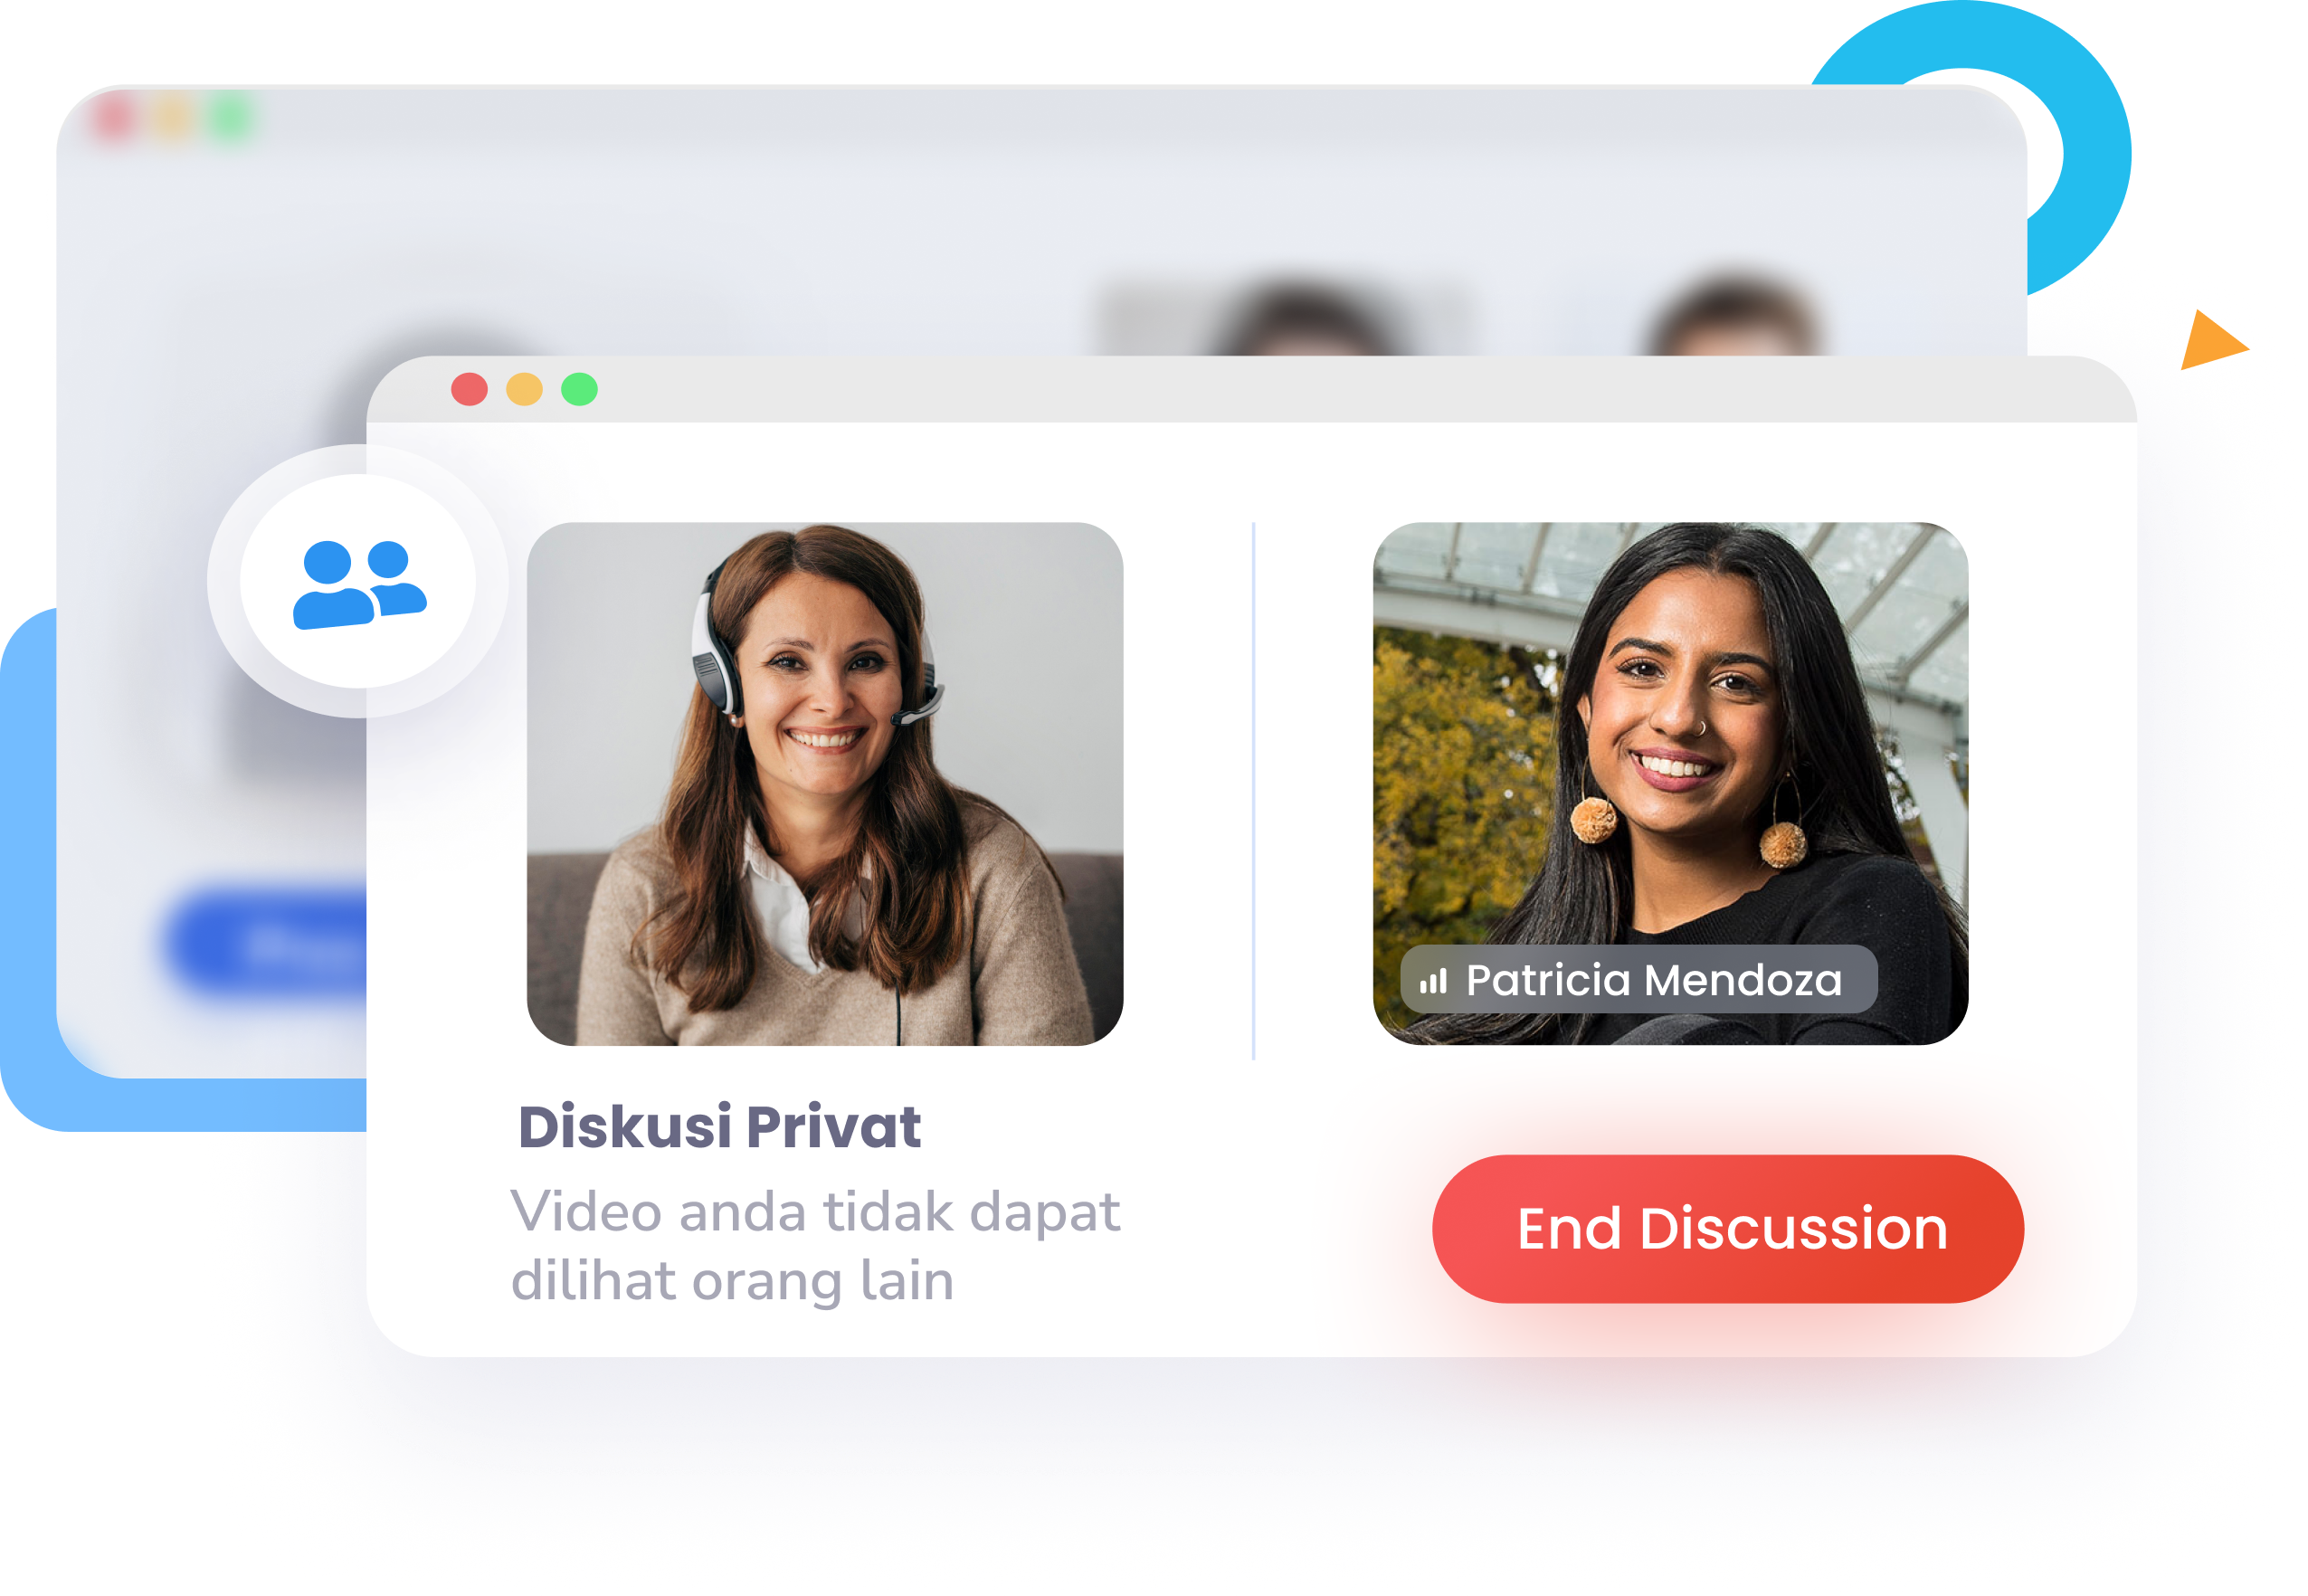 Patricia Mendoza
Diskusi Privat
Video anda tidak dapat
dilihat orang lain
End Discussion